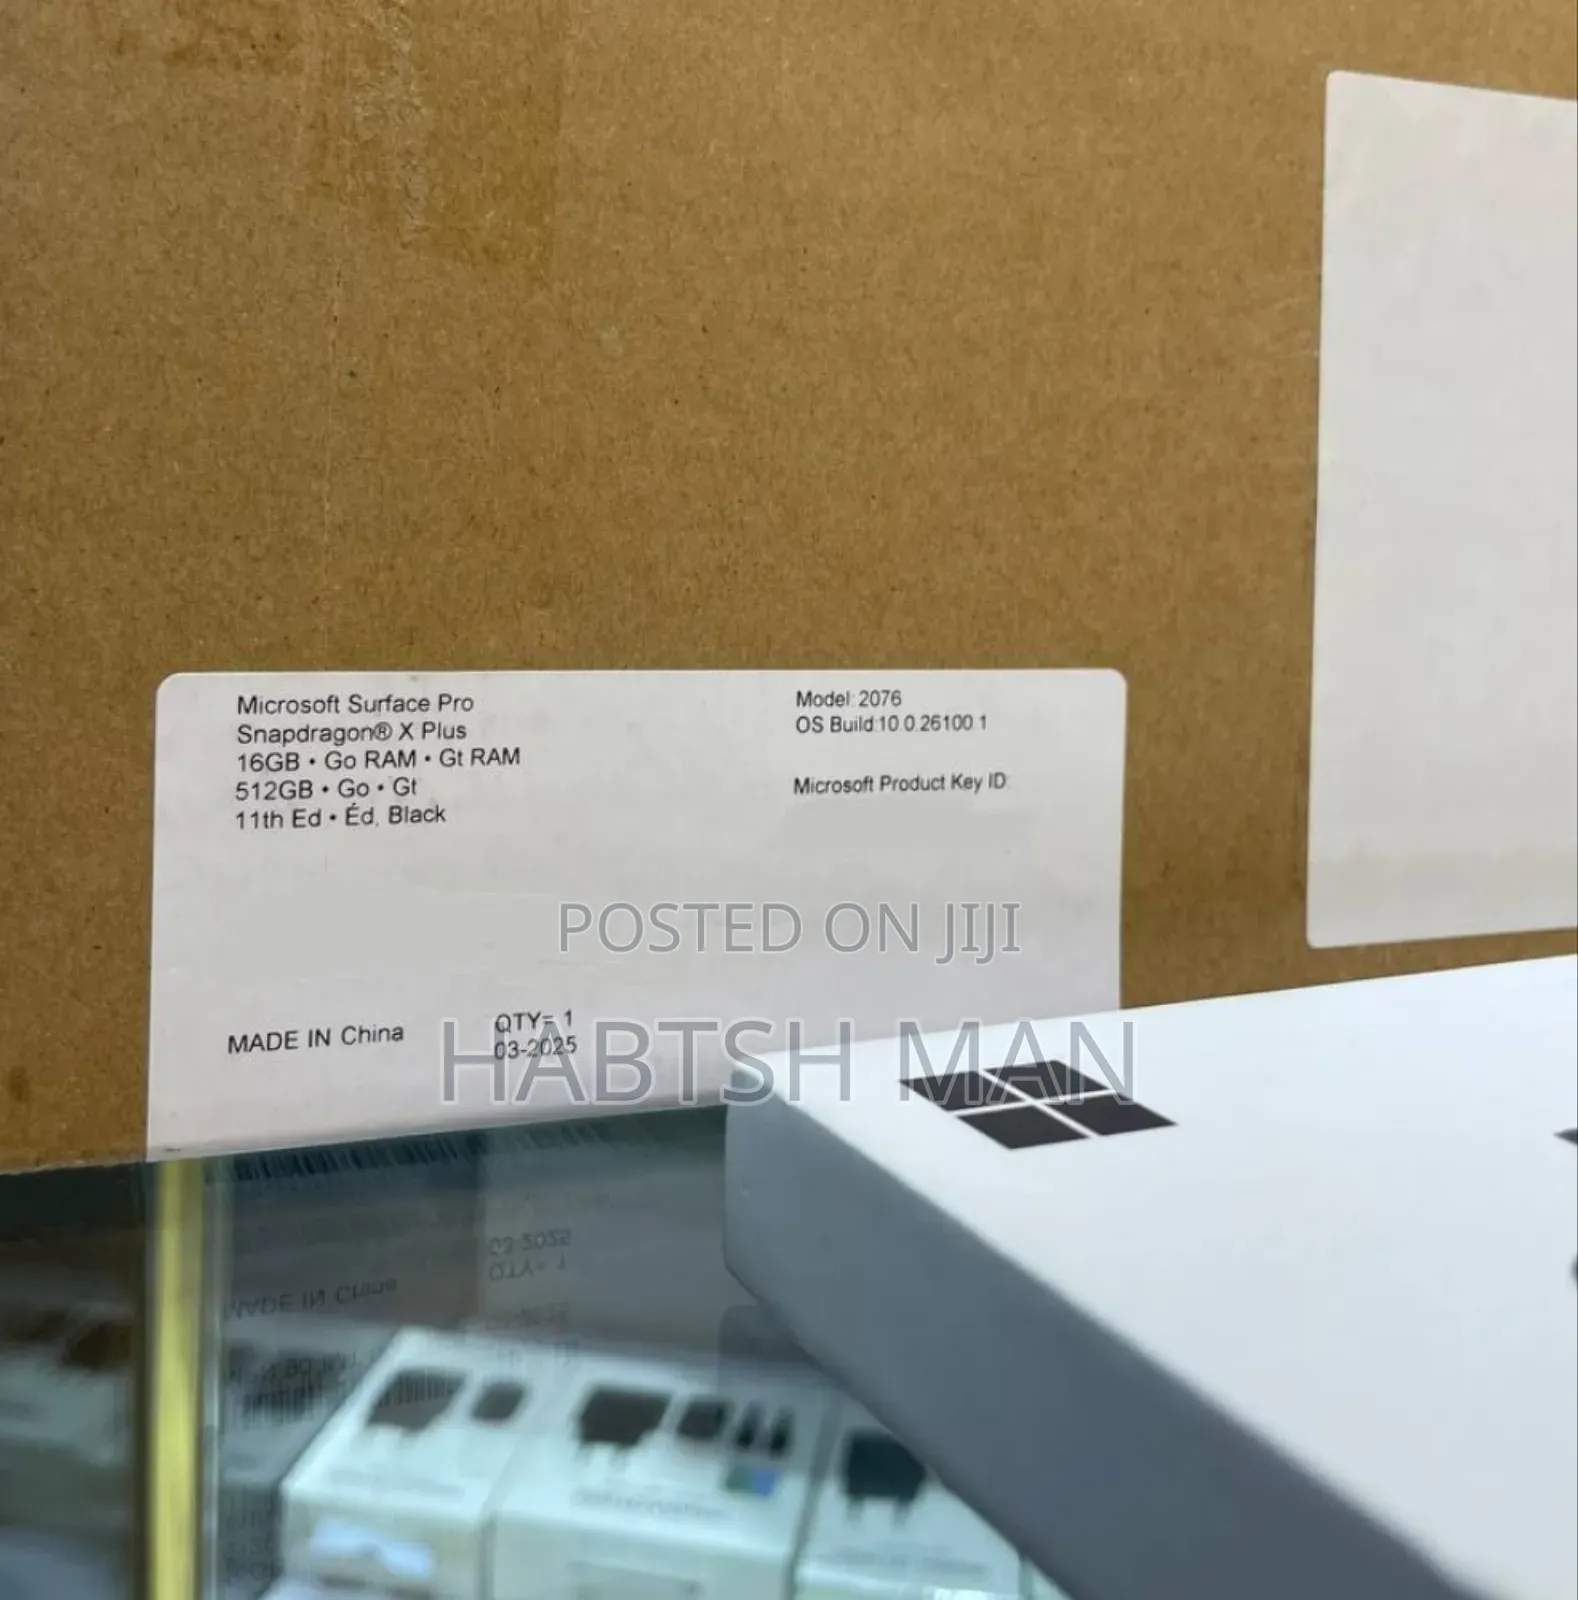 Microsoft Surface Pro
Snapdragon® X Plus
16GB • Go RAM • Gt RAM
512GB • Go • Gt
11th Ed • Éd, Black
Model: 2076
OS Build:10.0.26100.1
Microsoft Product Key ID:
POSTED ON JIJI
MADE IN China
QTY= 1
03-2025
HABTSH MAN